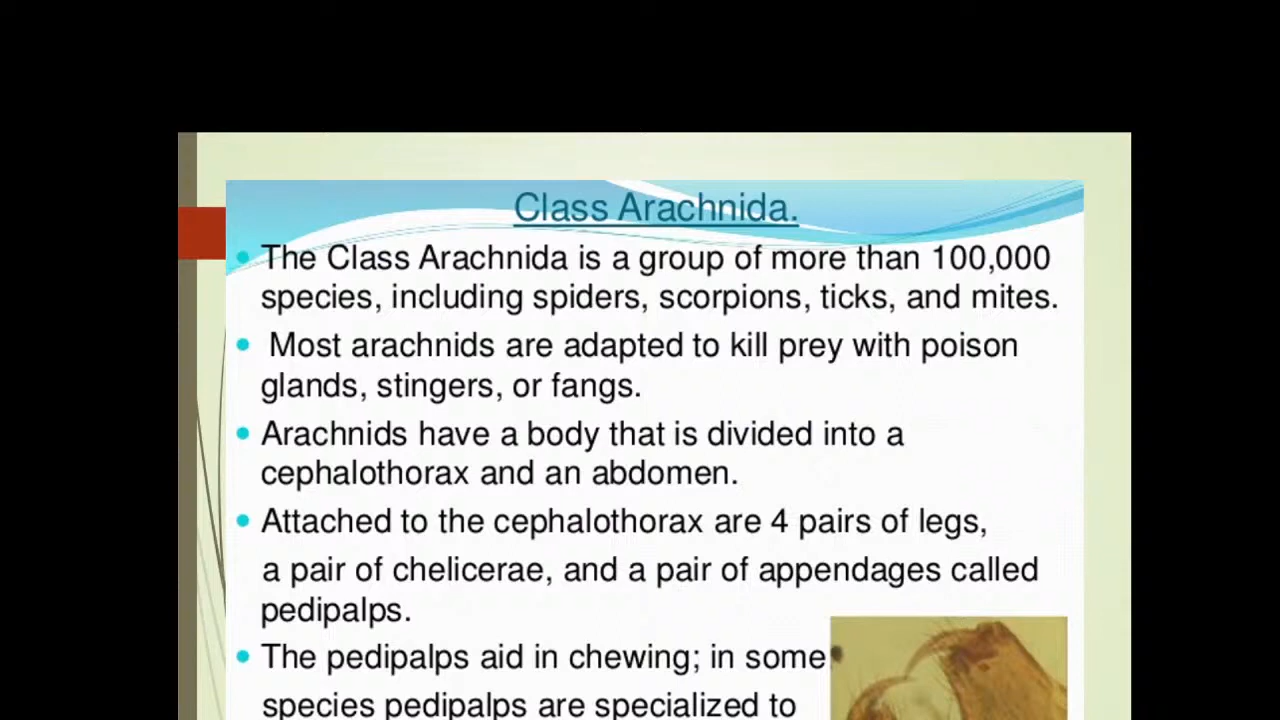 Class Arachnida.
• The Class Arachnida is a group of more than 100,000
species, including spiders, scorpions, ticks, and mites.
• Most arachnids are adapted to kill prey with poison
glands, stingers, or fangs.
• Arachnids have a body that is divided into a
cephalothorax and an abdomen.
• Attached to the cephalothorax are 4 pairs of legs,
a pair of chelicerae, and a pair of appendages called
pedipalps.
• The pedipalps aid in chewing; in some
species pedipalps are specialized to